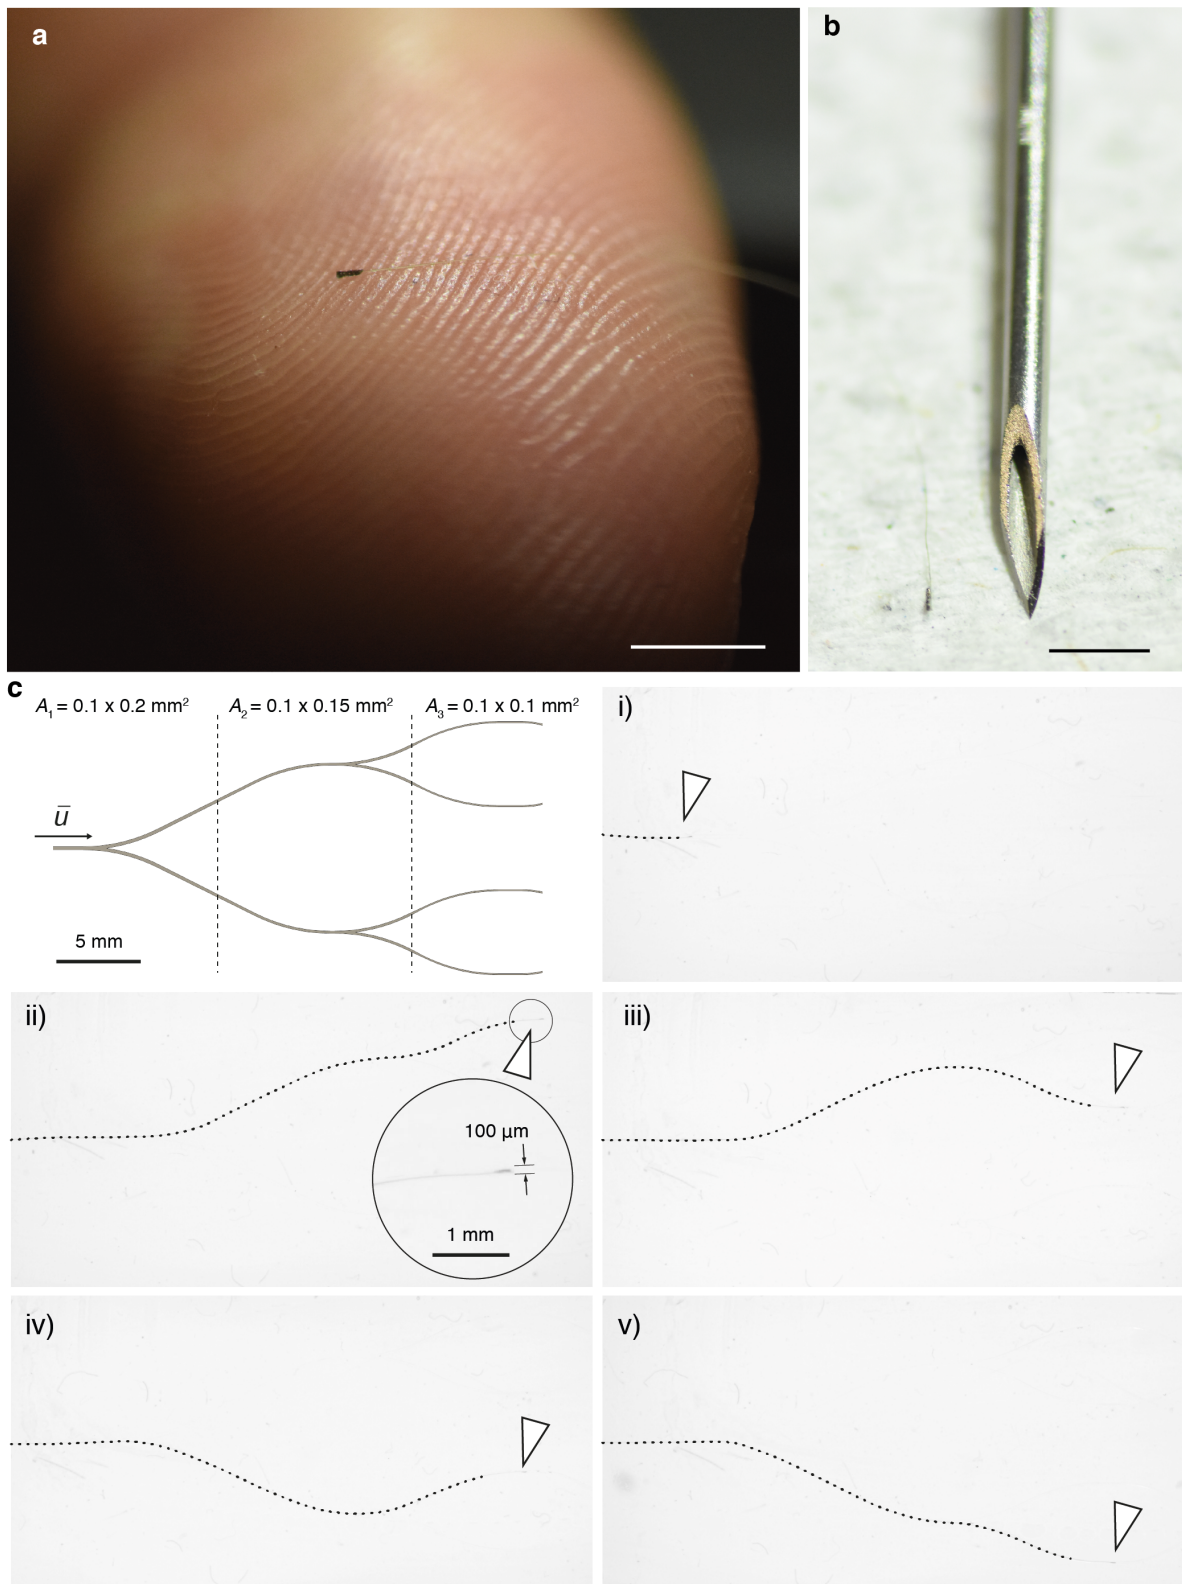 a
b
c
A₁ = 0.1 x 0.2 mm²
A₂ = 0.1 x 0.15 mm²
A₃ = 0.1 x 0.1 mm²
i)
u̅
5 mm
ii)
iii)
100 µm
1 mm
iv)
v)